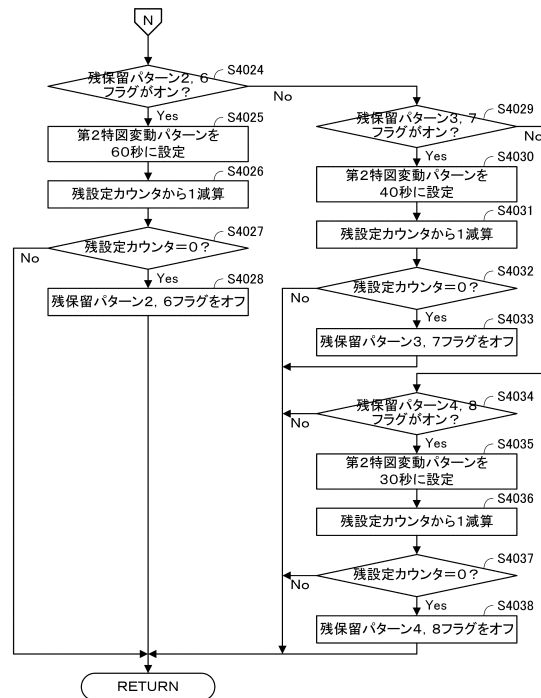 N
残保留パターン2, 6
フラグがオン?
S4024
Yes
No
第2特図変動パターンを
60秒に設定
S4025
残設定カウンタから1減算
S4026
残設定カウンター=0?
S4027
No
Yes
残保留パターン2, 6フラグをオフ
S4028
残保留パターン3, 7
フラグがオン?
S4029
No
Yes
第2特図変動パターンを
40秒に設定
S4030
残設定カウンタから1減算
S4031
残設定カウンター=0?
S4032
No
Yes
残保留パターン3, 7フラグをオフ
S4033
残保留パターン4, 8
フラグがオン?
S4034
No
Yes
第2特図変動パターンを
30秒に設定
S4035
残設定カウンタから1減算
S4036
残設定カウンター=0?
S4037
No
Yes
残保留パターン4, 8フラグをオフ
S4038
RETURN